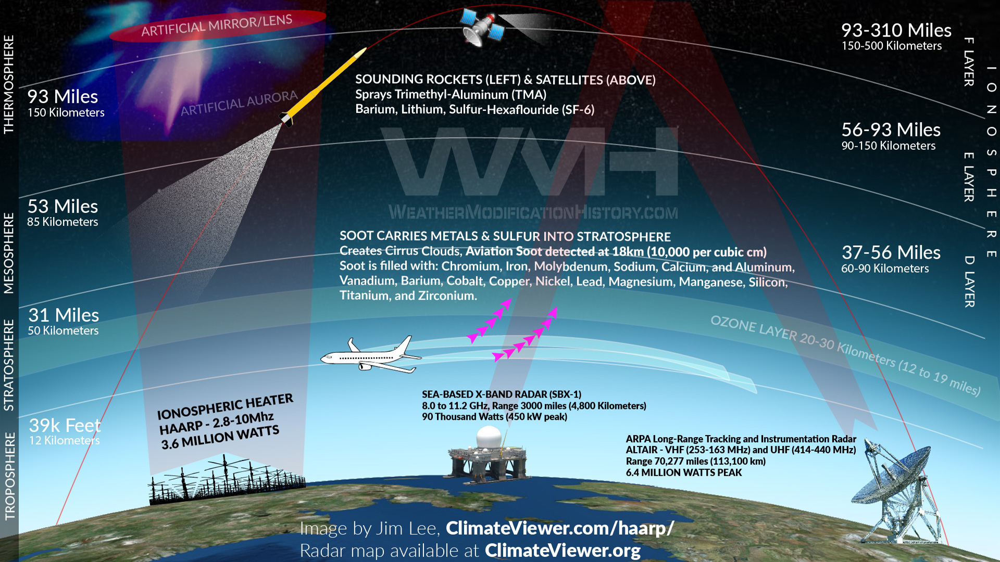 ARTIFICIAL MIRROR/LENS
ARTIFICIAL AURORA
THERMOSPHERE
MESOSPHERE
STRATOSPHERE
TROPOSPHERE
93 Miles
150 Kilometers
53 Miles
85 Kilometers
31 Miles
50 Kilometers
39k Feet
12 Kilometers
SOUNDING ROCKETS (LEFT) & SATELLITES (ABOVE)
Sprays Trimethyl-Aluminum (TMA)
Barium, Lithium, Sulfur-Hexaflouride (SF-6)
WMH
WEATHERMODIFICATIONHISTORY.COM
SOOT CARRIES METALS & SULFUR INTO STRATOSPHERE
Creates Cirrus Clouds, Aviation Soot detected at 18km (10,000 per cubic cm)
Soot is filled with: Chromium, Iron, Molybdenum, Sodium, Calcium, and Aluminum,
Vanadium, Barium, Cobalt, Copper, Nickel, Lead, Magnesium, Manganese, Silicon,
Titanium, and Zirconium.
93-310 Miles
150-500 Kilometers
F LAYER
56-93 Miles
90-150 Kilometers
E LAYER
37-56 Miles
60-90 Kilometers
D LAYER
IONOSPHERE
OZONE LAYER 20-30 Kilometers (12 to 19 miles)
IONOSPHERIC HEATER
HAARP - 2.8-10Mhz
3.6 MILLION WATTS
SEA-BASED X-BAND RADAR (SBX-1)
8.0 to 11.2 GHz, Range 3000 miles (4,800 Kilometers)
90 Thousand Watts (450 kW peak)
ARPA Long-Range Tracking and Instrumentation Radar
ALTAIR - VHF (253-163 MHz) and UHF (414-440 MHz)
Range 70,277 miles (113,100 km)
6.4 MILLION WATTS PEAK
Image by Jim Lee, ClimateViewer.com/haarp/
Radar map available at ClimateViewer.org